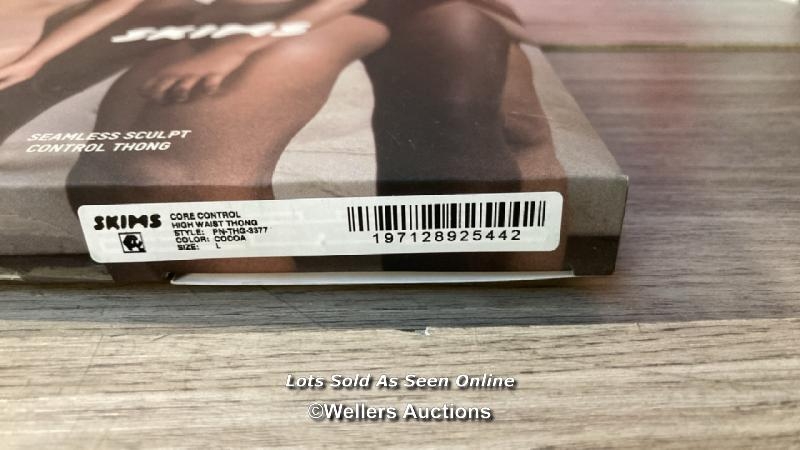 SKIMS
SEAMLESS SCULPT
CONTROL THONG
SKIMS
CORE CONTROL
HIGH WAIST THONG
STYLE: PN-THG-3377
COLOR: COCOA
SIZE: L
197128925442
Lots Sold As Seen Online
©Wellers Auctions